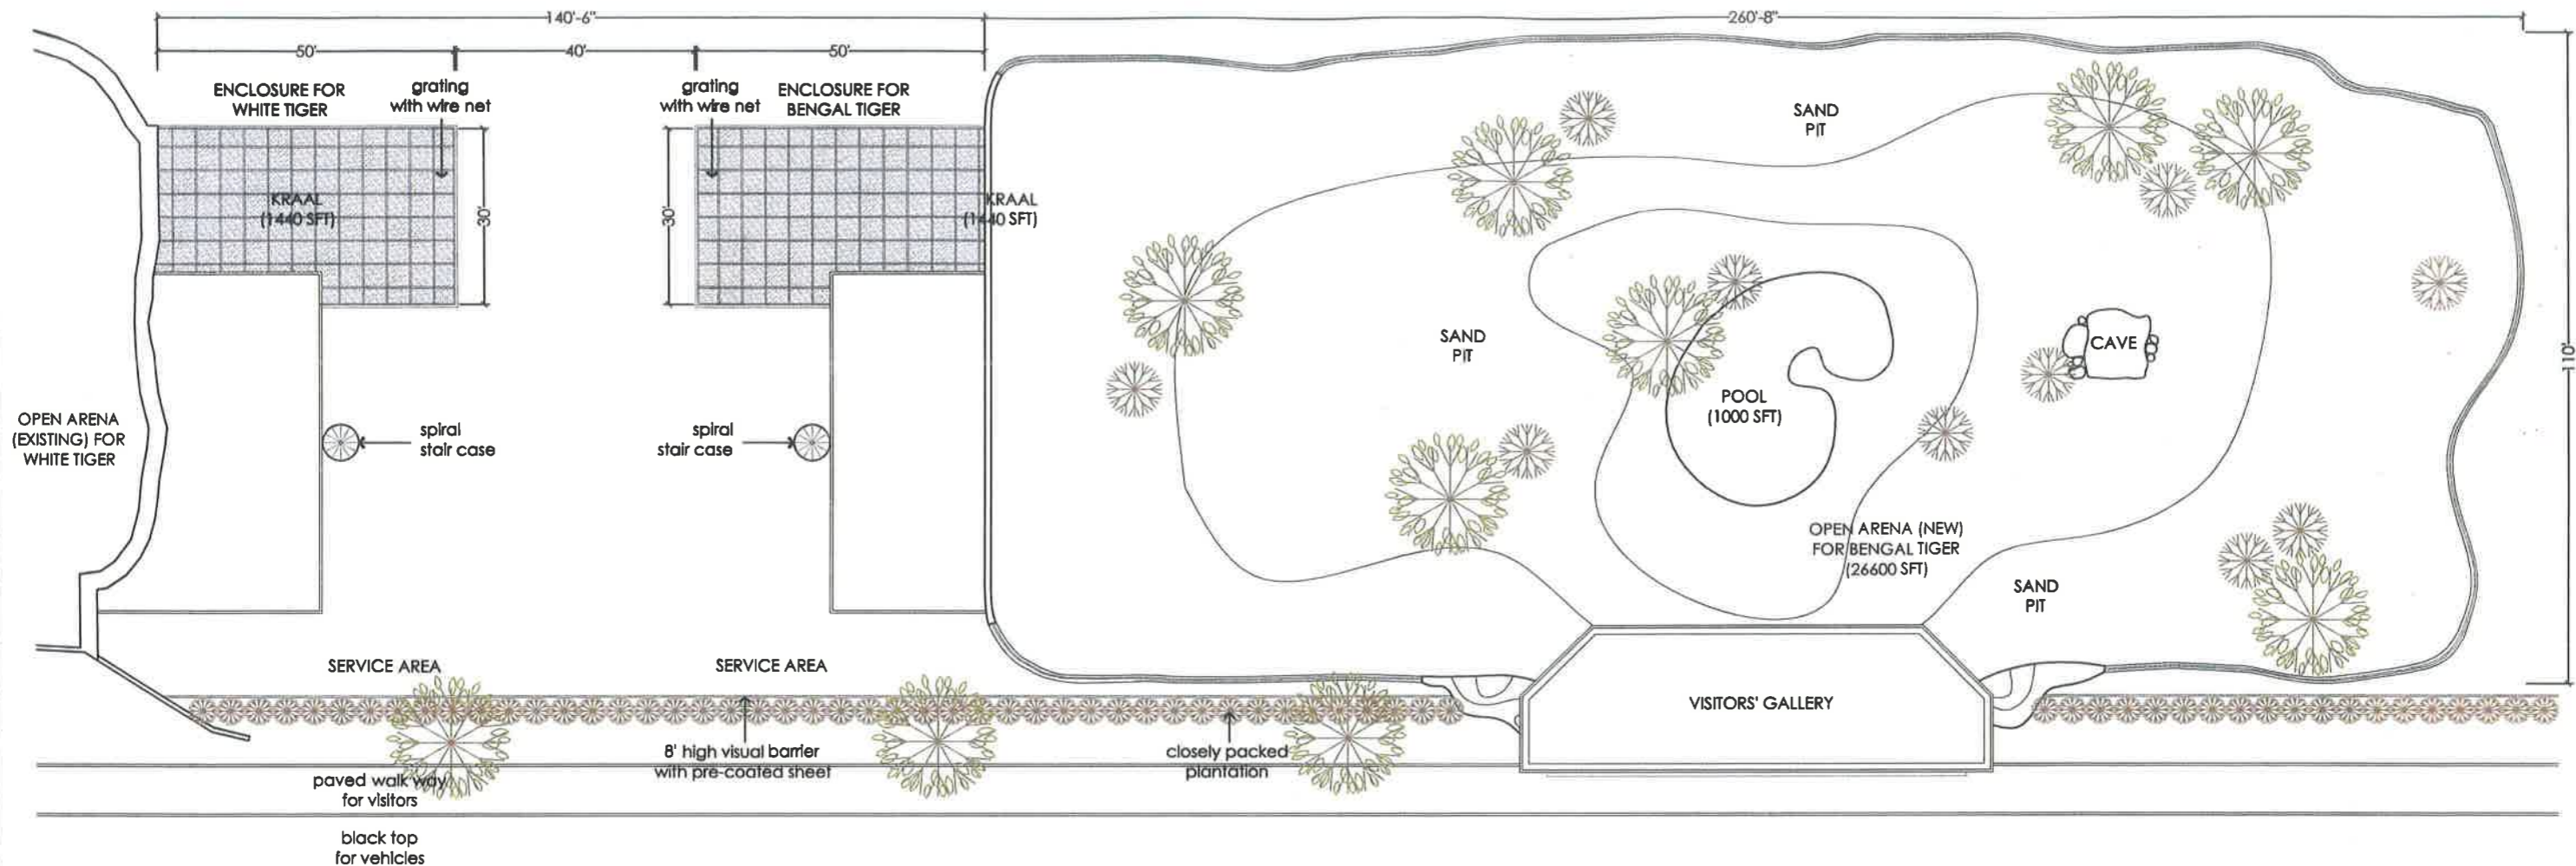 140'-6"
260'-8"
50'
40'
50'
ENCLOSURE FOR
WHITE TIGER
grating
with wire net
grating
with wire net
ENCLOSURE FOR
BENGAL TIGER
SAND
PIT
KRAAL
(1440 SFT)
30'
30'
KRAAL
(1440 SFT)
SAND
PIT
CAVE
110'
POOL
(1000 SFT)
OPEN ARENA
(EXISTING) FOR
WHITE TIGER
spiral
stair case
spiral
stair case
OPEN ARENA (NEW)
FOR BENGAL TIGER
(26600 SFT)
SAND
PIT
SERVICE AREA
SERVICE AREA
VISITORS' GALLERY
8' high visual barrier
with pre-coated sheet
closely packed
plantation
paved walk way
for visitors
black top
for vehicles